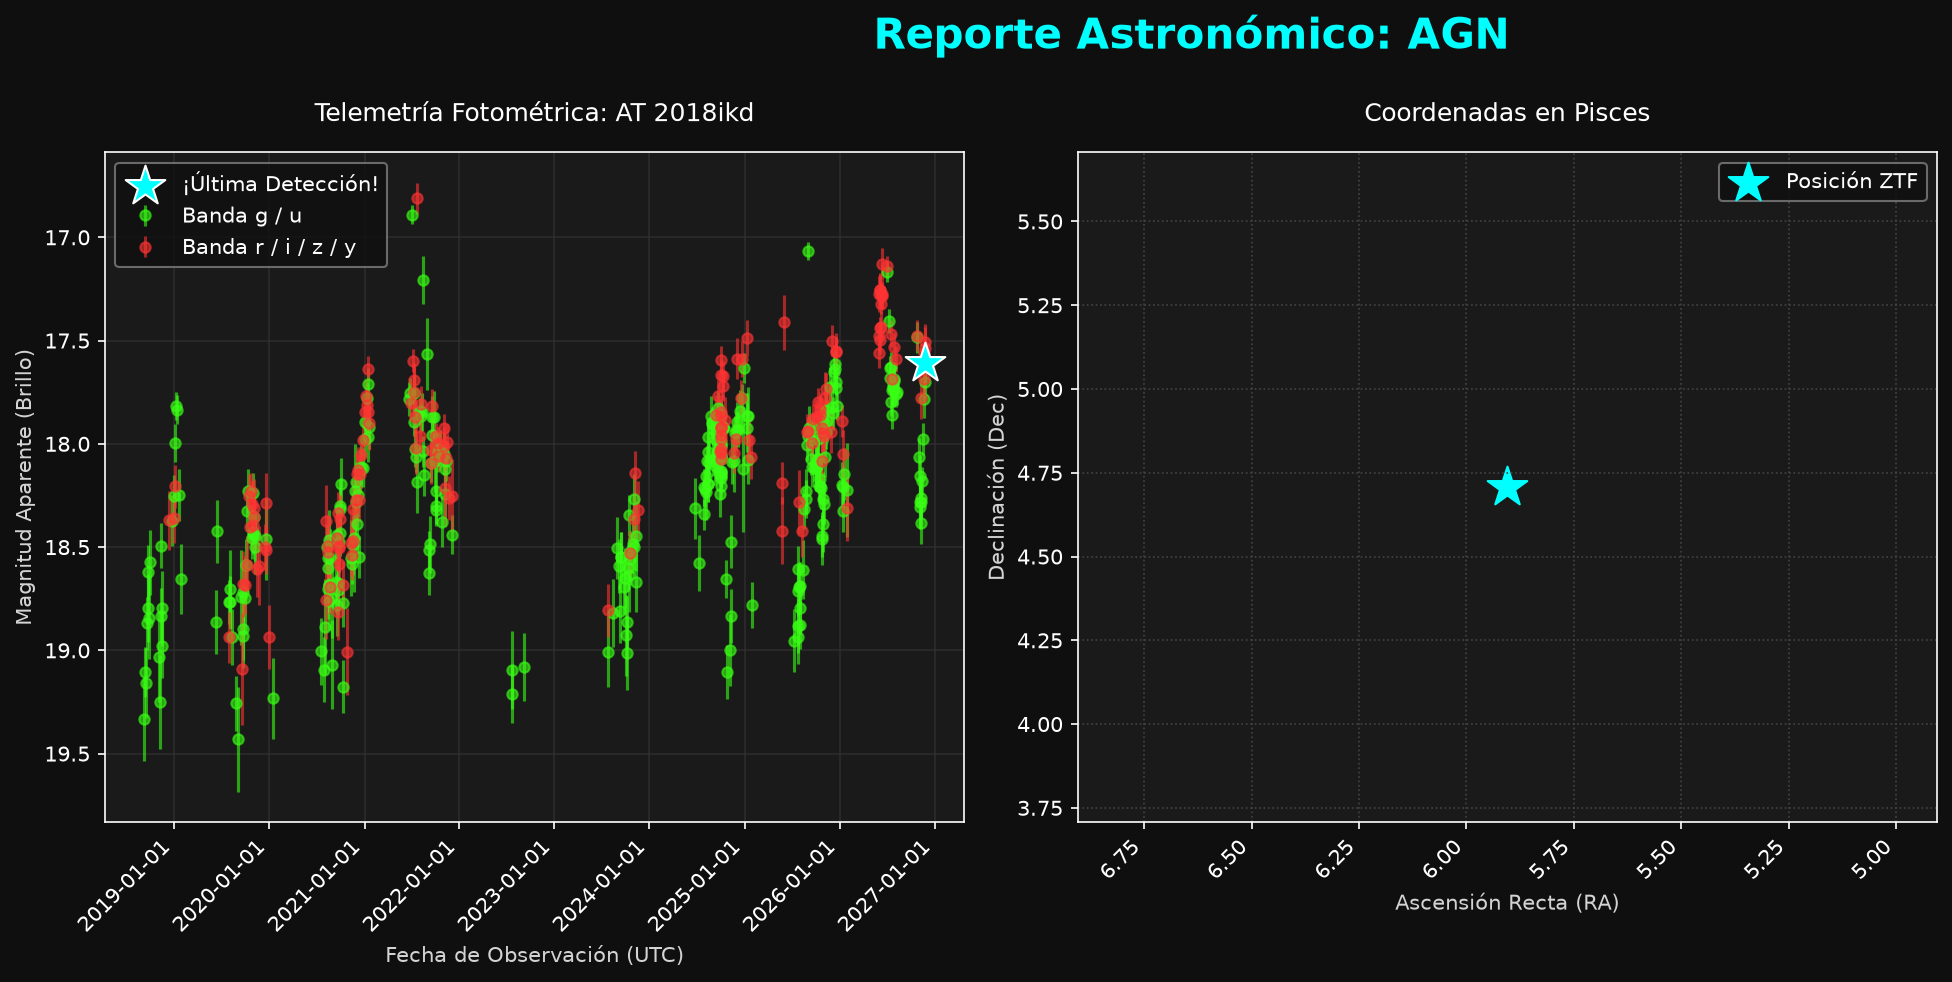 Reporte Astronómico: AGN
Telemetría Fotométrica: AT 2018ikd
¡Última Detección!
Banda g / u
Banda r / i / z / y
Magnitud Aparente (Brillo)
17.0
17.5
18.0
18.5
19.0
19.5
2019-01-01
2020-01-01
2021-01-01
2022-01-01
2023-01-01
2024-01-01
2025-01-01
2026-01-01
2027-01-01
Fecha de Observación (UTC)
Coordenadas en Pisces
Posición ZTF
Declinación (Dec)
5.50
5.25
5.00
4.75
4.50
4.25
4.00
3.75
6.75
6.50
6.25
6.00
5.75
5.50
5.25
5.00
Ascensión Recta (RA)